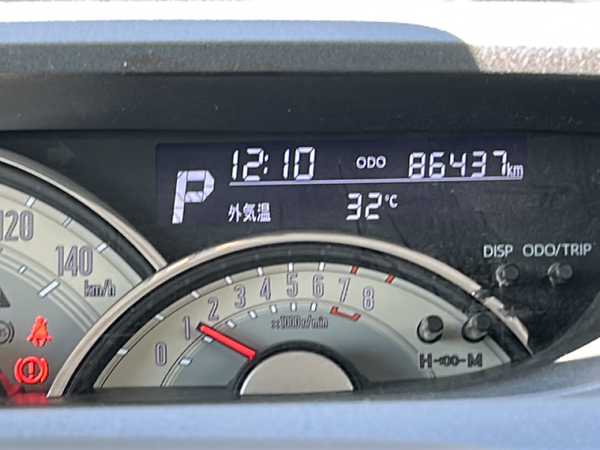 12:10 ODO 86437km
P
外気温 32℃
DISP ODO/TRIP
120
140
km/h
0 1 2 3 4 5 6 7 8
x1000r/min
H M